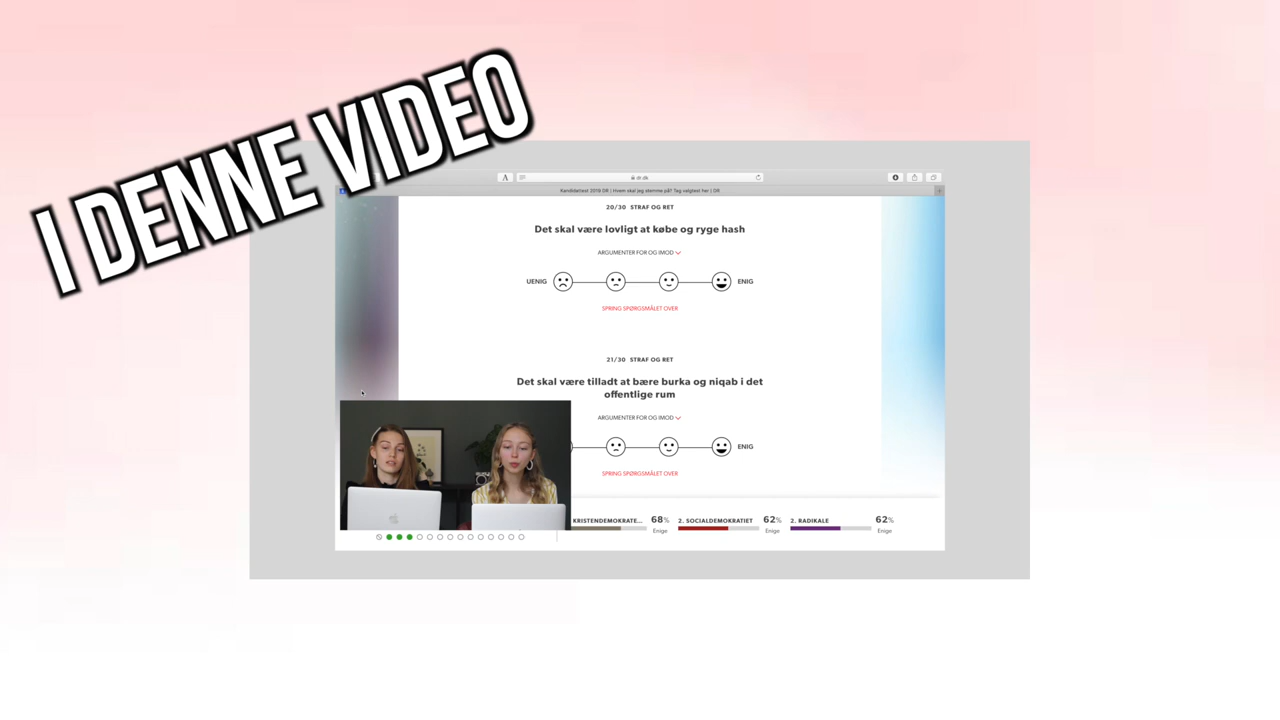 I DENNE VIDEO
A
dr.dk
Kandidattest 2019 DR | Hvem skal jeg stemme på? Tag valgtest her | DR
20/30 STRAF OG RET
Det skal være lovligt at købe og ryge hash
ARGUMENTER FOR OG IMOD
UENIG
ENIG
SPRING SPØRGSMÅLET OVER
21/30 STRAF OG RET
Det skal være tilladt at bære burka og niqab i det
offentlige rum
ARGUMENTER FOR OG IMOD
ENIG
SPRING SPØRGSMÅLET OVER
KRISTENDEMOKRATE... 68% Enige
2. SOCIALDEMOKRATIET 62% Enige
2. RADIKALE 62% Enige